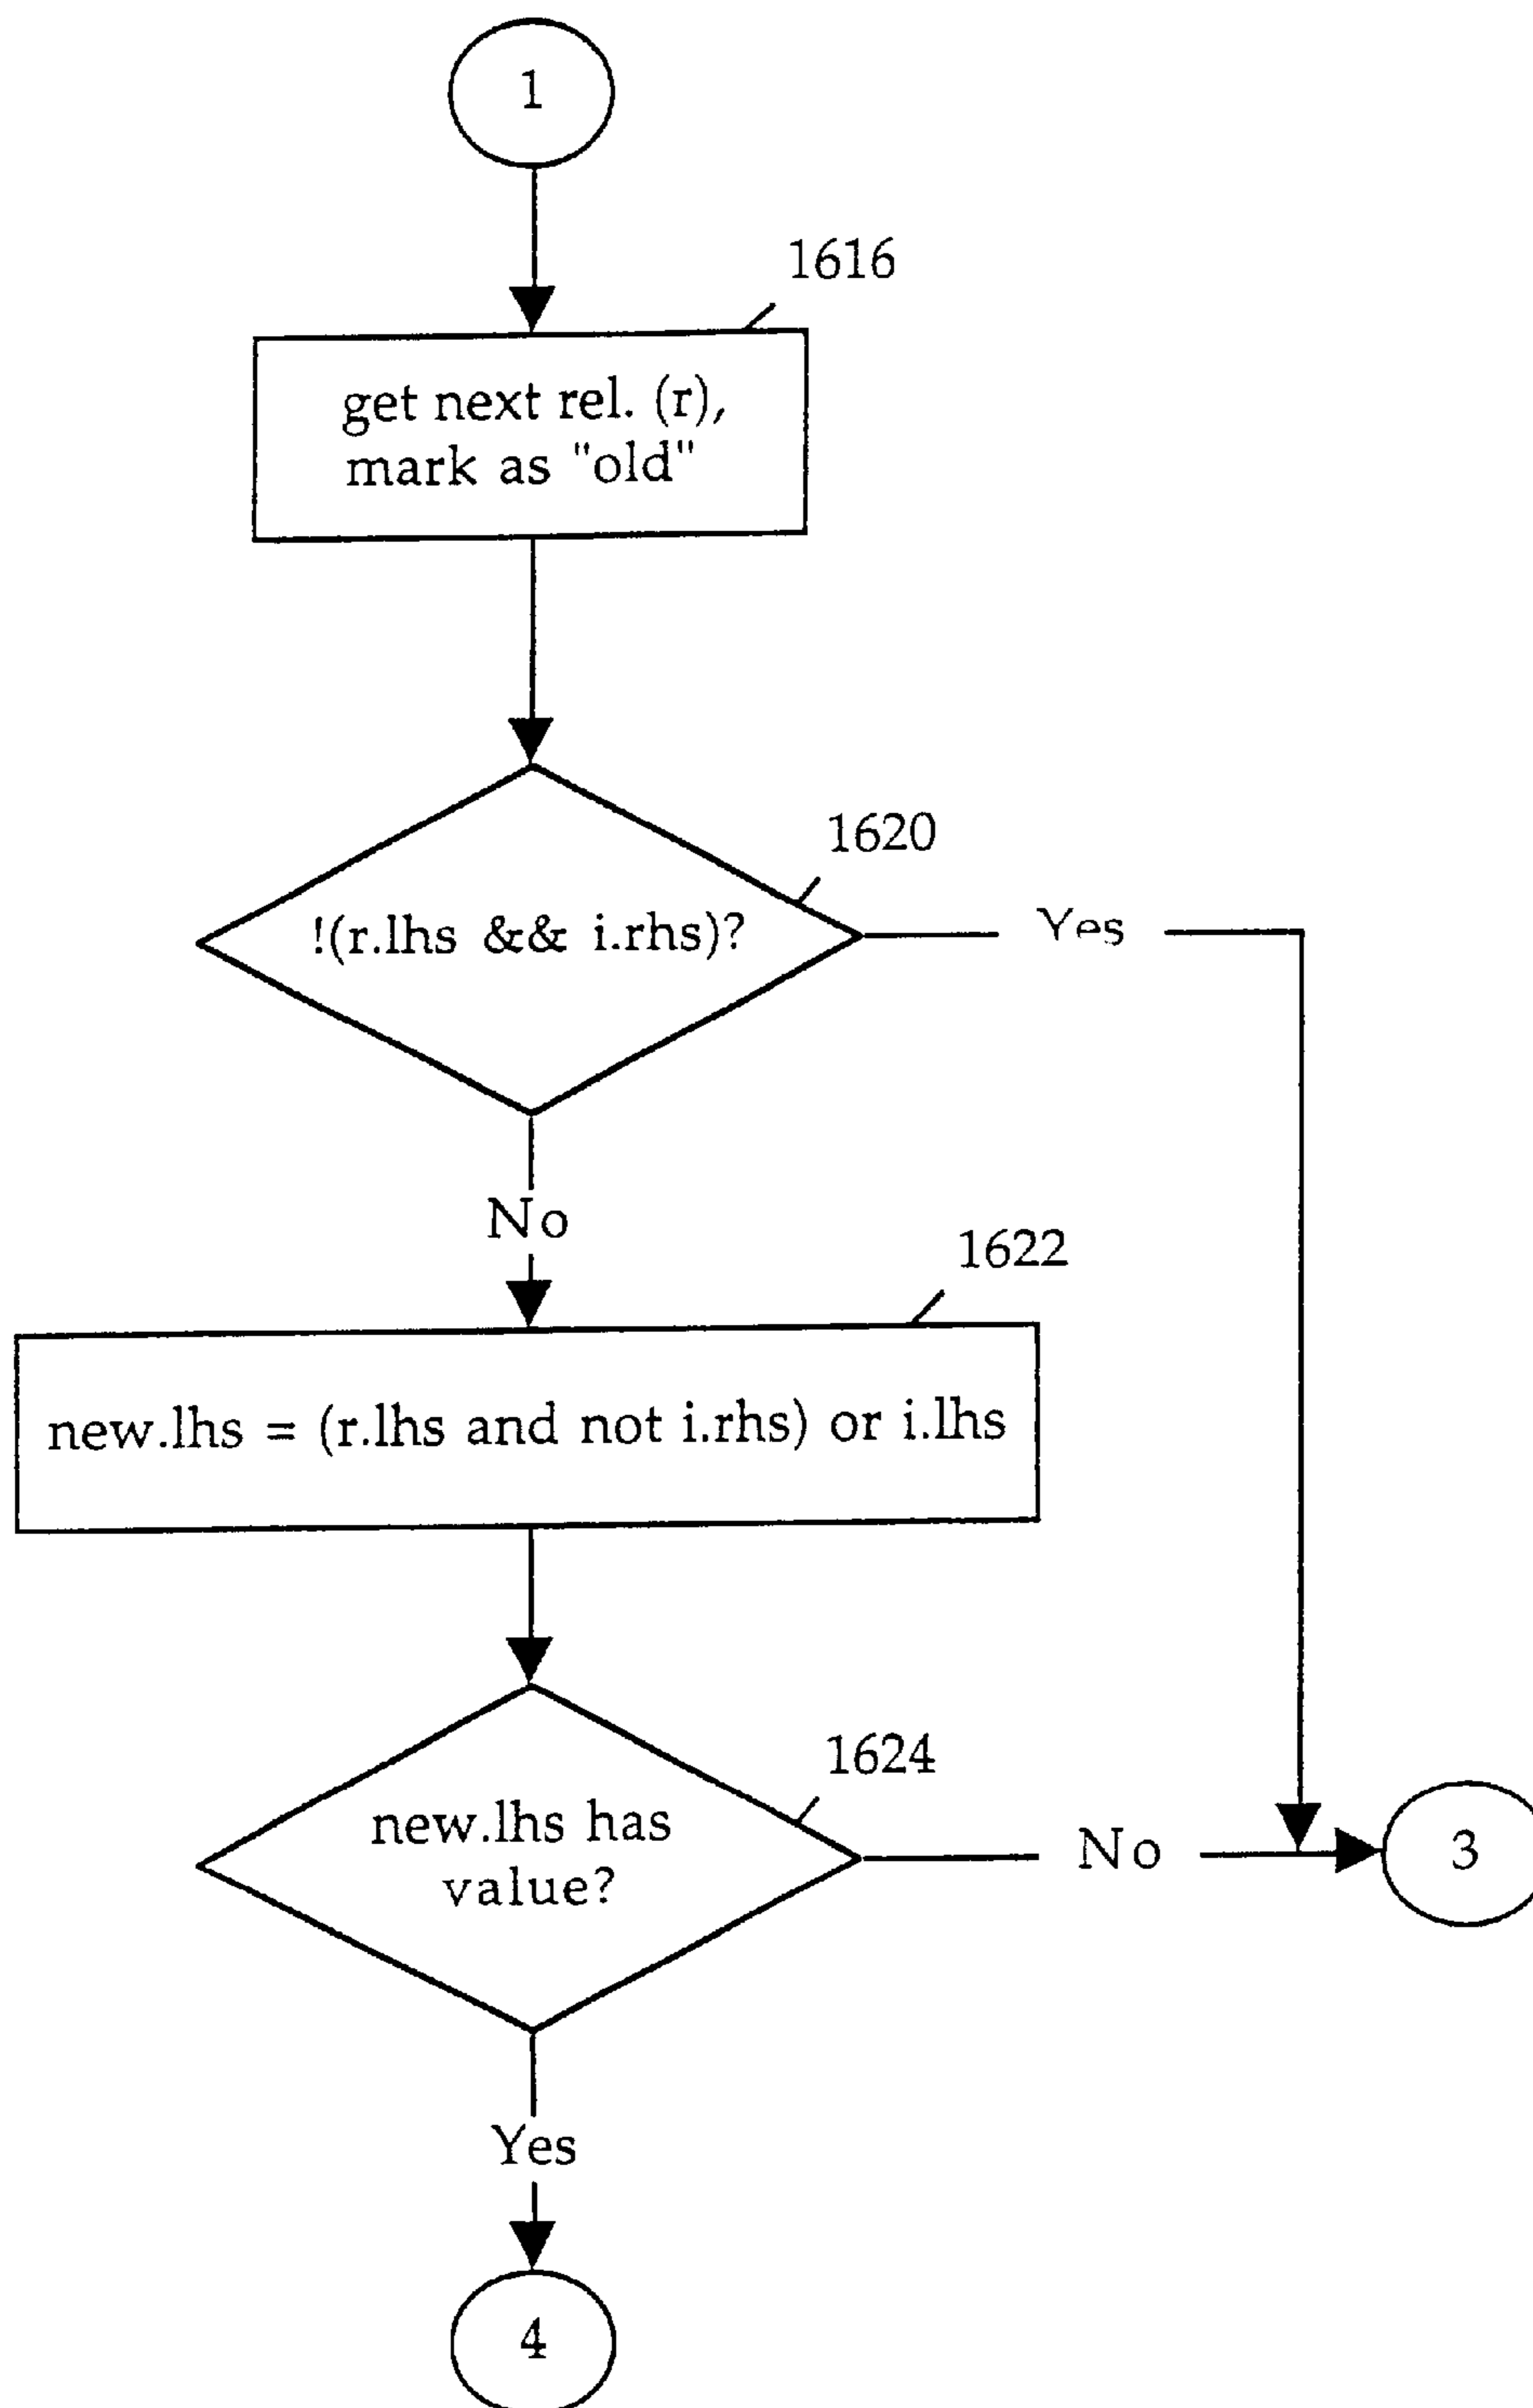 1
1616
get next rel. (r),
mark as "old"
1620
!(r.lhs && i.rhs)?
Yes
No
1622
new.lhs = (r.lhs and not i.rhs) or i.lhs
1624
new.lhs has
value?
No
3
Yes
4